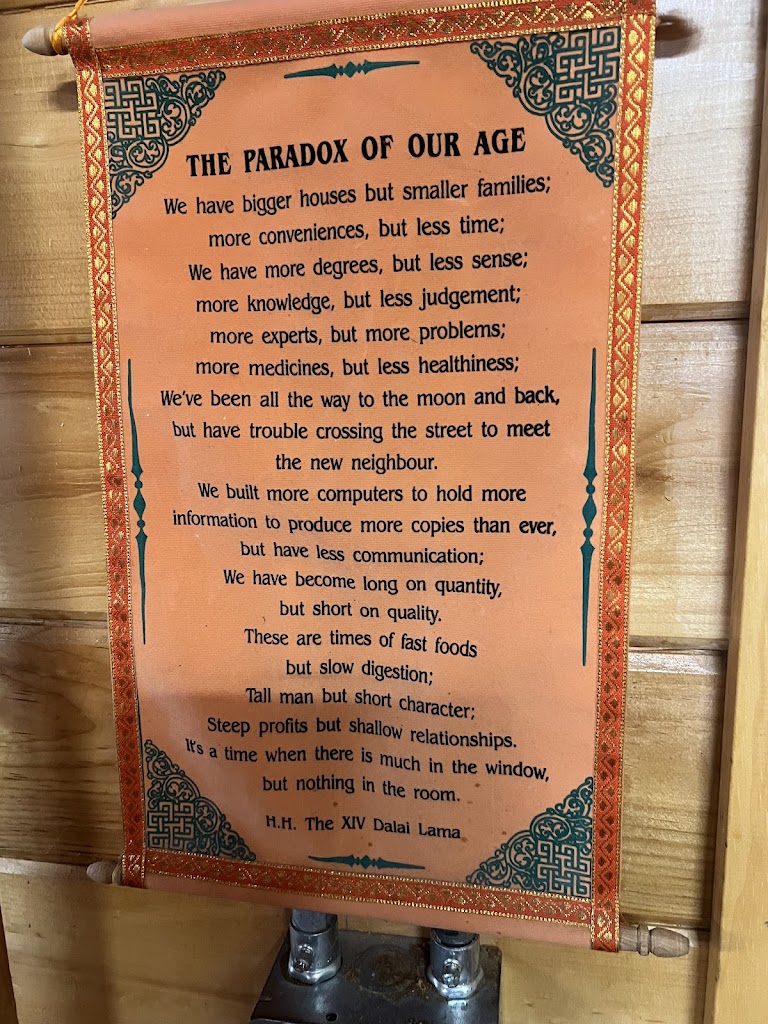 THE PARADOX OF OUR AGE
We have bigger houses but smaller families;
more conveniences, but less time;
We have more degrees, but less sense;
more knowledge, but less judgement;
more experts, but more problems;
more medicines, but less healthiness;
We've been all the way to the moon and back,
but have trouble crossing the street to meet
the new neighbour.
We built more computers to hold more
information to produce more copies than ever,
but have less communication;
We have become long on quantity,
but short on quality.
These are times of fast foods
but slow digestion;
Tall man but short character;
Steep profits but shallow relationships.
It's a time when there is much in the window,
but nothing in the room.
H.H. The XIV Dalai Lama